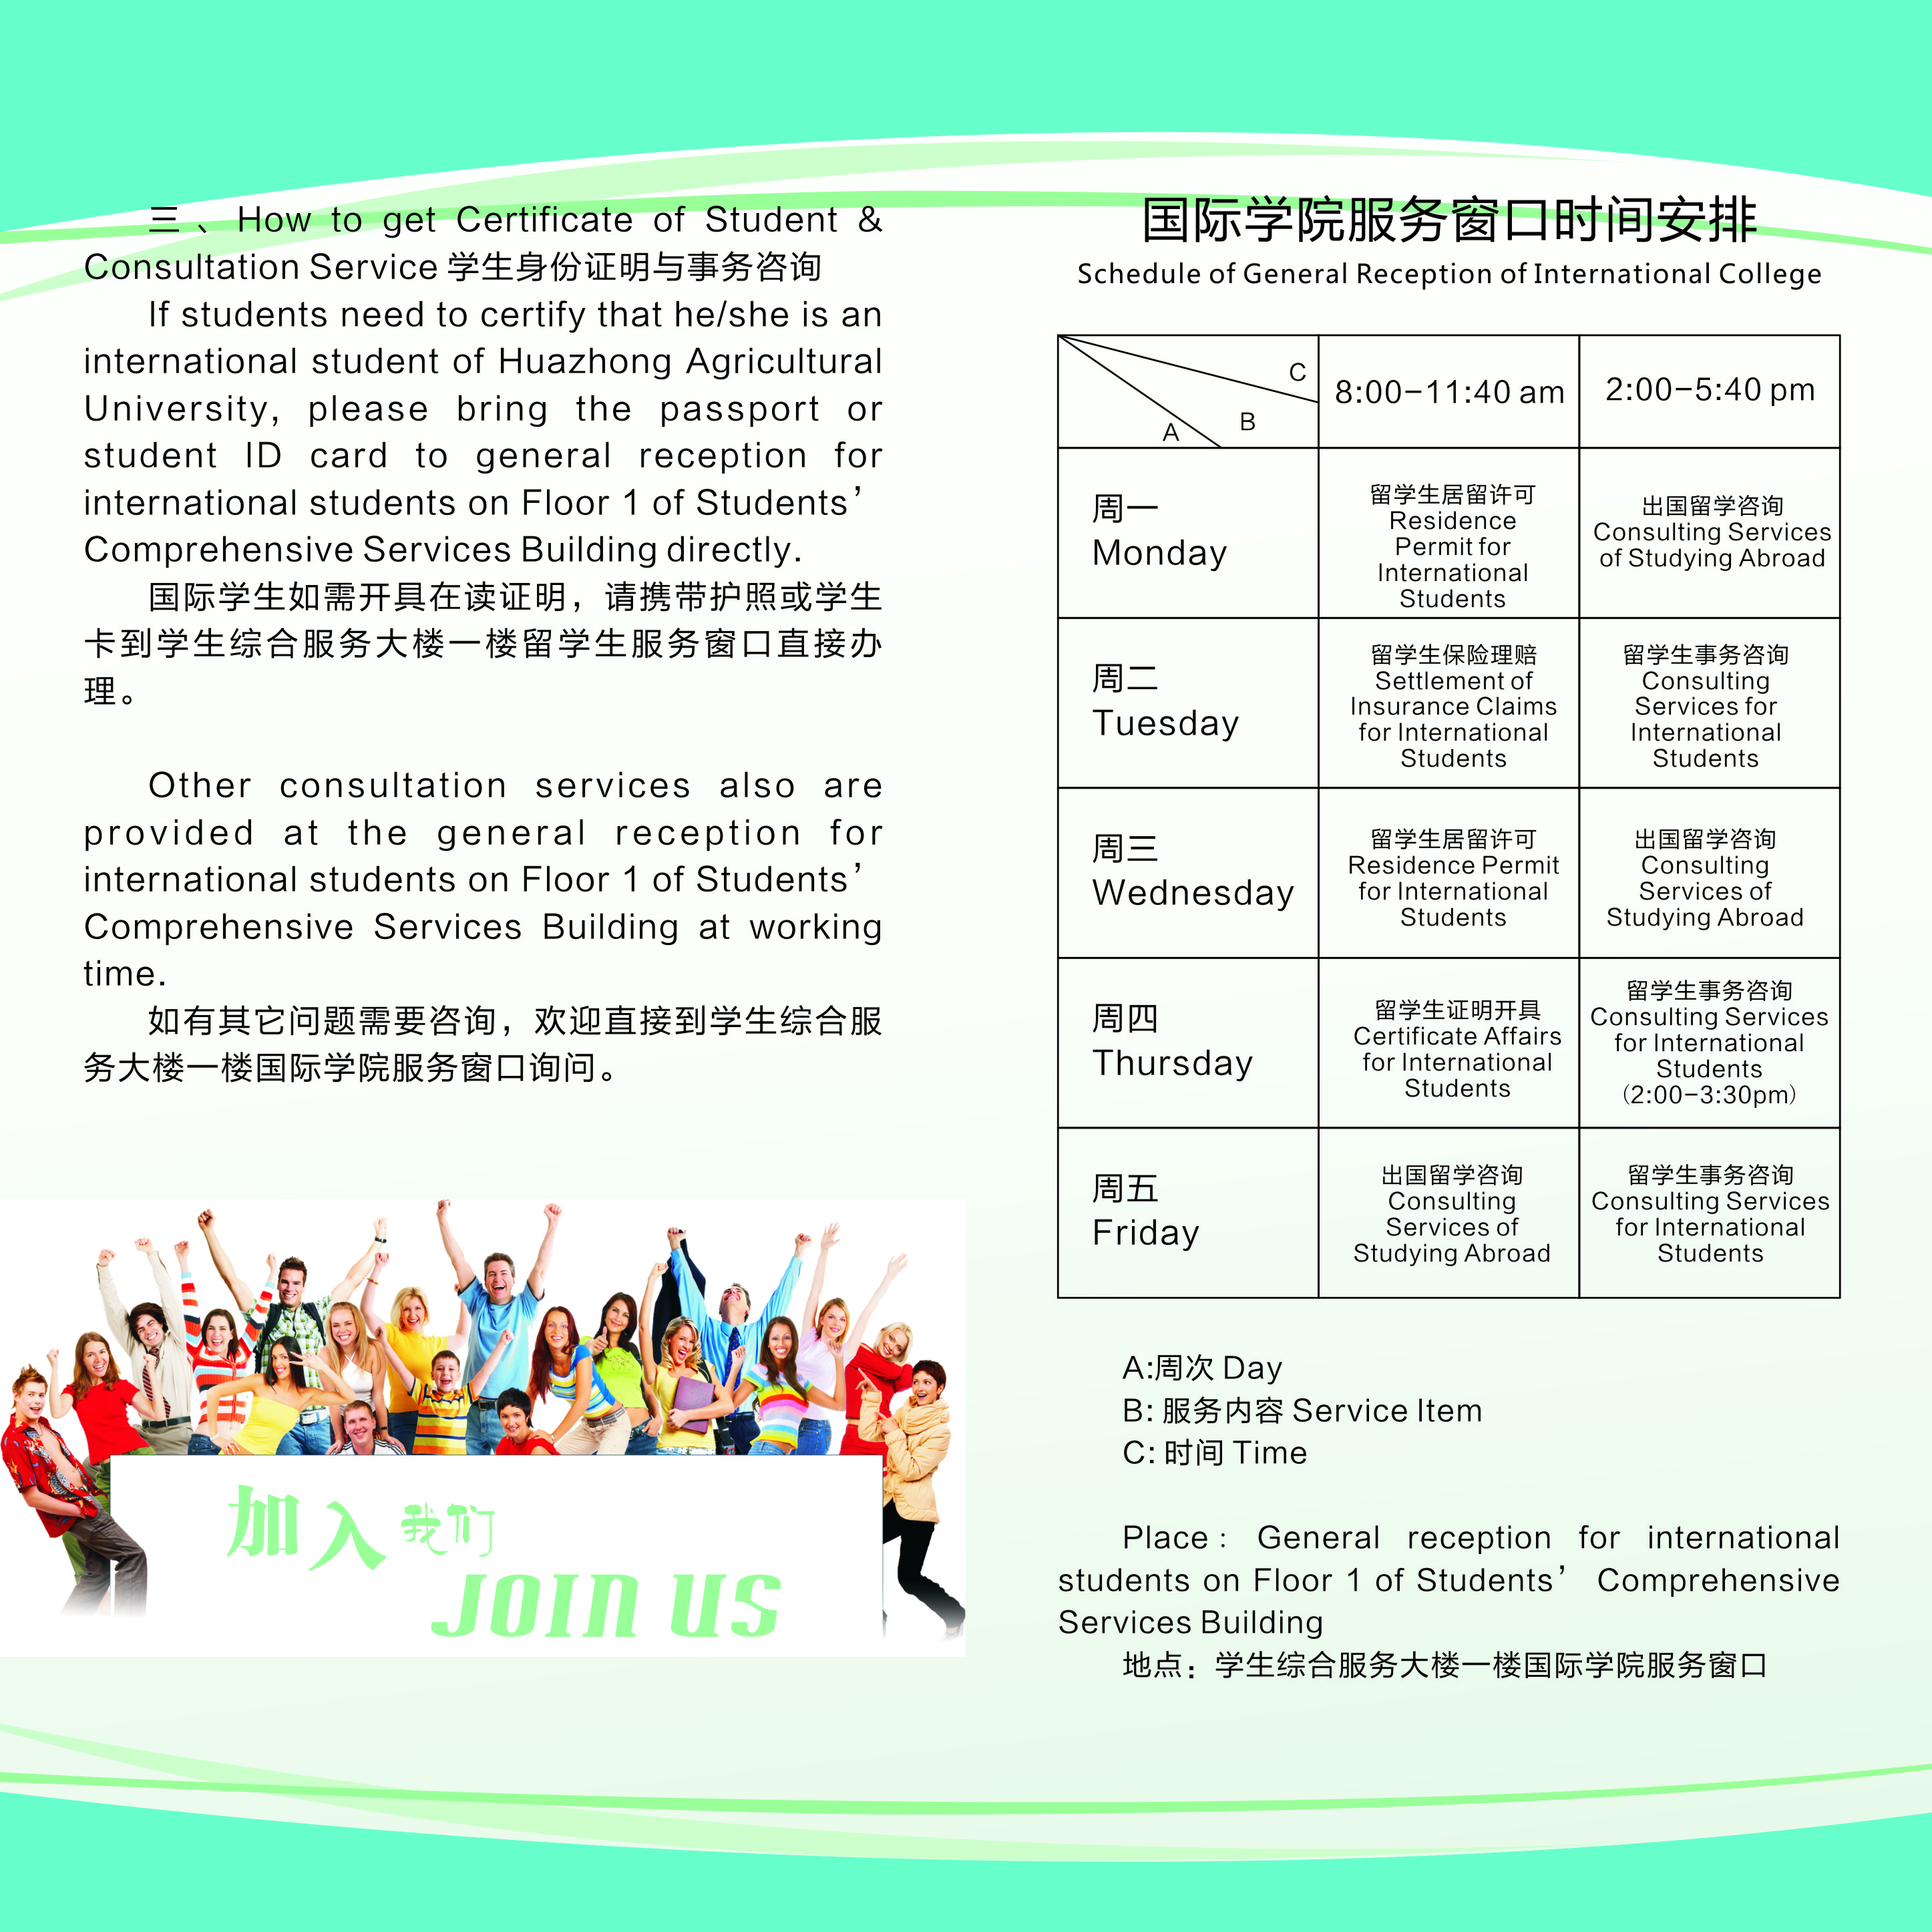 三、How to get Certificate of Student &
Consultation Service 学生身份证明与事务咨询
If students need to certify that he/she is an
international student of Huazhong Agricultural
University, please bring the passport or
student ID card to general reception for
international students on Floor 1 of Students’
Comprehensive Services Building directly.
国际学生如需开具在读证明，请携带护照或学生
卡到学生综合服务大楼一楼留学生服务窗口直接办
理。
Other consultation services also are
provided at the general reception for
international students on Floor 1 of Students’
Comprehensive Services Building at working
time.
如有其它问题需要咨询，欢迎直接到学生综合服
务大楼一楼国际学院服务窗口询问。
加入我们
JOIN US
国际学院服务窗口时间安排
Schedule of General Reception of International College
C
B
A
8:00-11:40 am
2:00-5:40 pm
周一
Monday
留学生居留许可
Residence
Permit for
International
Students
出国留学咨询
Consulting Services
of Studying Abroad
周二
Tuesday
留学生保险理赔
Settlement of
Insurance Claims
for International
Students
留学生事务咨询
Consulting
Services for
International
Students
周三
Wednesday
留学生居留许可
Residence Permit
for International
Students
出国留学咨询
Consulting
Services of
Studying Abroad
周四
Thursday
留学生证明开具
Certificate Affairs
for International
Students
留学生事务咨询
Consulting Services
for International
Students
(2:00-3:30pm)
周五
Friday
出国留学咨询
Consulting
Services of
Studying Abroad
留学生事务咨询
Consulting Services
for International
Students
A:周次 Day
B: 服务内容 Service Item
C: 时间 Time
Place： General reception for international
students on Floor 1 of Students’ Comprehensive
Services Building
地点：学生综合服务大楼一楼国际学院服务窗口